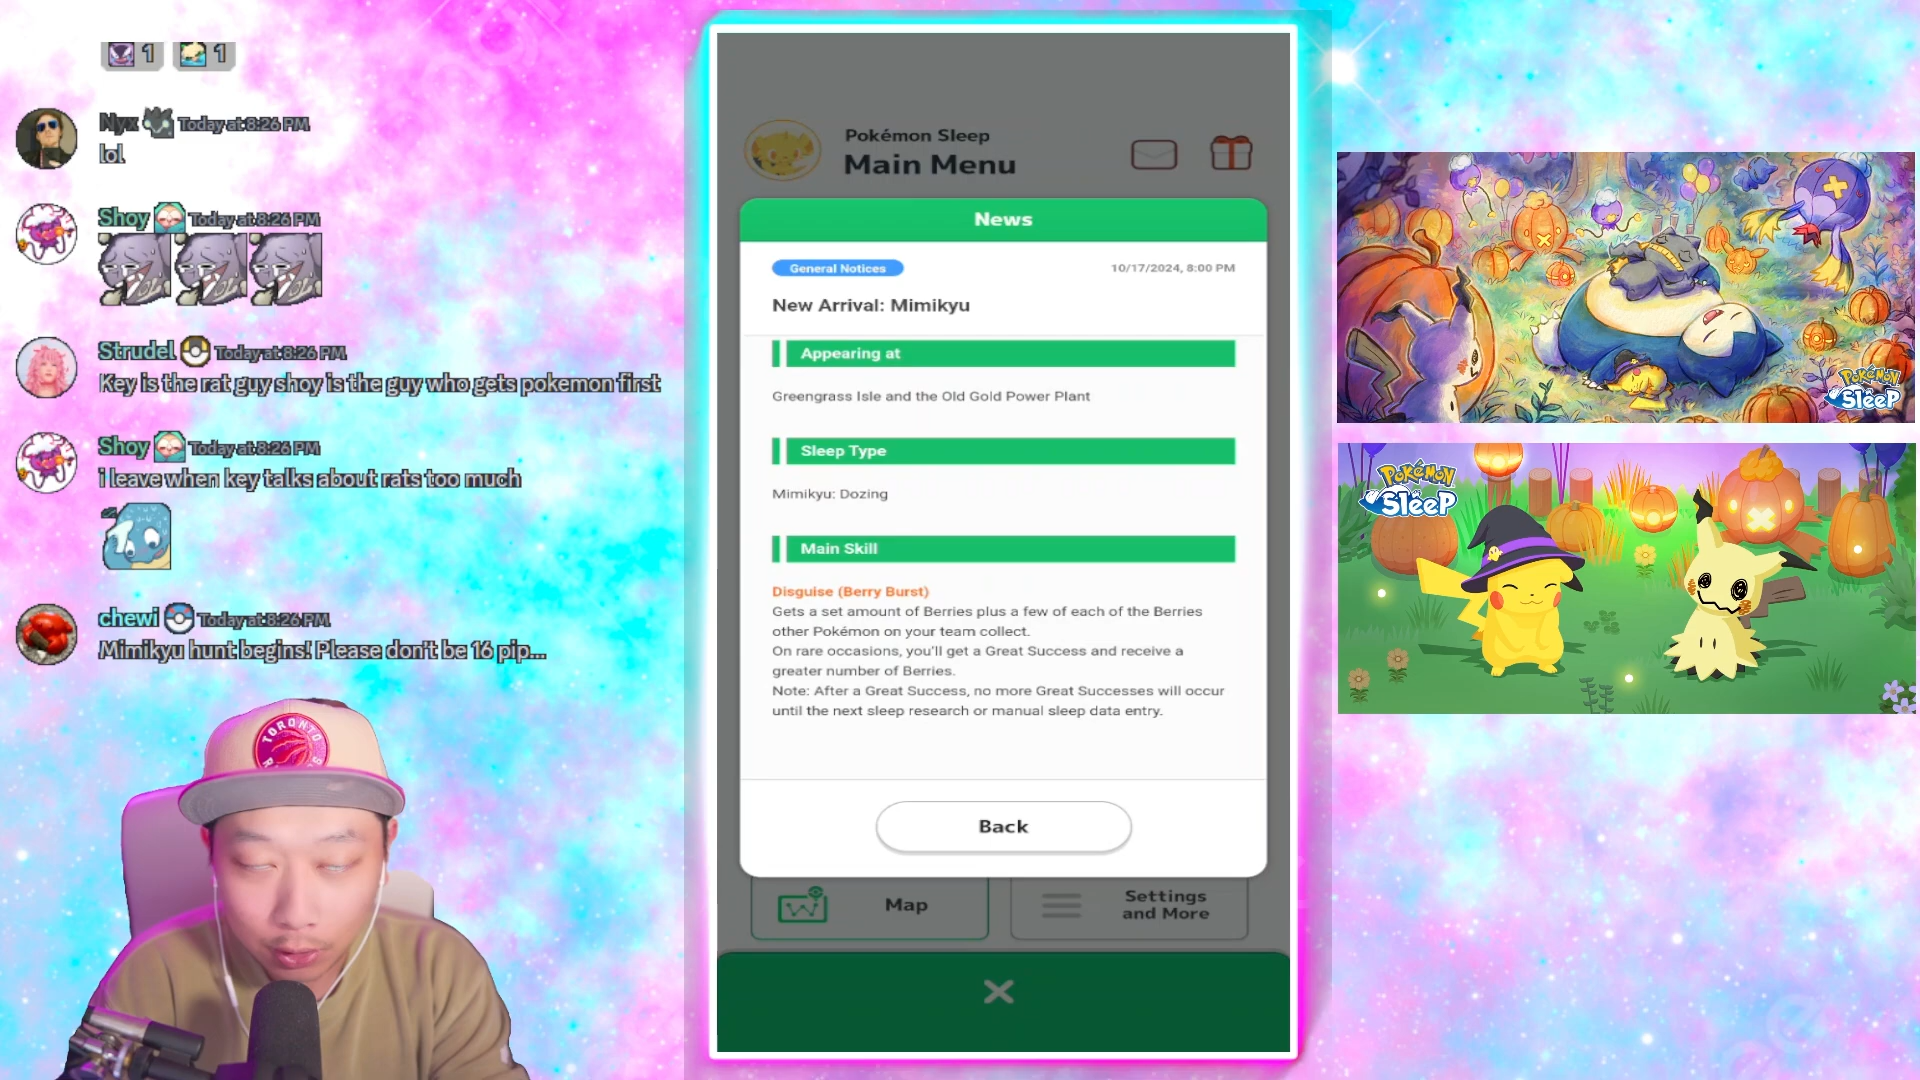 1 1
Nyx Today at 8:26 PM
lol
Shoy Today at 8:26 PM
Strudel Today at 8:26 PM
Key is the rat guy shoy is the guy who gets pokemon first
Shoy Today at 8:26 PM
i leave when key talks about rats too much
chewi Today at 8:26 PM
Mimikyu hunt begins! Please don't be 16 pip...
TORONTO
Pokémon Sleep
Main Menu
News
General Notices 10/17/2024, 8:00 PM
New Arrival: Mimikyu
Appearing at
Greengrass Isle and the Old Gold Power Plant
Sleep Type
Mimikyu: Dozing
Main Skill
Disguise (Berry Burst)
Gets a set amount of Berries plus a few of each of the Berries
other Pokémon on your team collect.
On rare occasions, you'll get a Great Success and receive a
greater number of Berries.
Note: After a Great Success, no more Great Successes will occur
until the next sleep research or manual sleep data entry.
Back
Map
Settings
and More
POKÉMON
SLeeP
POKÉMON
SLeeP